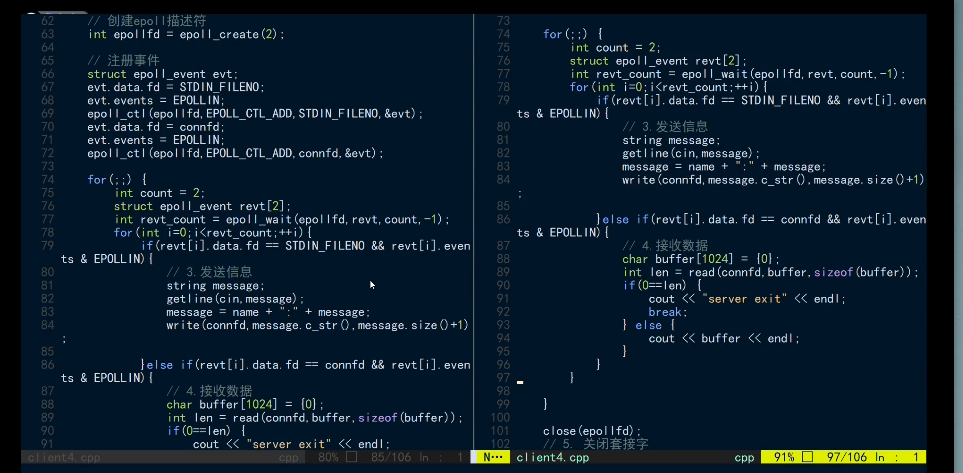 62 // 创建epoll描述符
63 int epollfd = epoll_create(2);
64
65 // 注册事件
66 struct epoll_event evt;
67 evt.data.fd = STDIN_FILENO;
68 evt.events = EPOLLIN;
69 epoll_ctl(epollfd,EPOLL_CTL_ADD,STDIN_FILENO,&evt);
70 evt.data.fd = connfd;
71 evt.events = EPOLLIN;
72 epoll_ctl(epollfd,EPOLL_CTL_ADD,connfd,&evt);
73
74 for(;;) {
75 int count = 2;
76 struct epoll_event revt[2];
77 int revt_count = epoll_wait(epollfd,revt,count,-1);
78 for(int i=0;i<revt_count;++i){
79 if(revt[i].data.fd == STDIN_FILENO && revt[i].even
ts & EPOLLIN){
80 // 3.发送信息
81 string message;
82 getline(cin,message);
83 message = name + ":" + message;
84 write(connfd,message.c_str(),message.size()+1)
;
85
86 }else if(revt[i].data.fd == connfd && revt[i].even
ts & EPOLLIN){
87 // 4.接收数据
88 char buffer[1024] = {0};
89 int len = read(connfd,buffer,sizeof(buffer));
90 if(0==len) {
91 cout << "server exit" << endl;
client4.cpp cpp 80% 85/106 ln : 1
73
74 for(;;) {
75 int count = 2;
76 struct epoll_event revt[2];
77 int revt_count = epoll_wait(epollfd,revt,count,-1);
78 for(int i=0;i<revt_count;++i){
79 if(revt[i].data.fd == STDIN_FILENO && revt[i].even
ts & EPOLLIN){
80 // 3.发送信息
81 string message;
82 getline(cin,message);
83 message = name + ":" + message;
84 write(connfd,message.c_str(),message.size()+1)
;
85
86 }else if(revt[i].data.fd == connfd && revt[i].even
ts & EPOLLIN){
87 // 4.接收数据
88 char buffer[1024] = {0};
89 int len = read(connfd,buffer,sizeof(buffer));
90 if(0==len) {
91 cout << "server exit" << endl;
92 break;
93 } else {
94 cout << buffer << endl;
95 }
96 }
97 }
98
99 }
100
101 close(epollfd);
102 // 5. 关闭套接字
N… client4.cpp cpp 91% 97/106 ln : 1